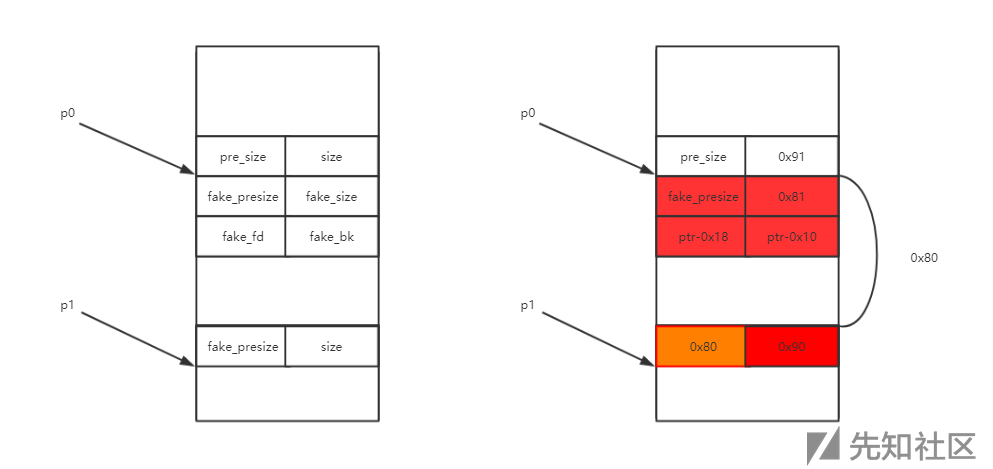 p0
pre_size
size
fake_presize
fake_size
fake_fd
fake_bk
p1
fake_presize
size
p0
pre_size
0x91
fake_presize
0x81
ptr-0x18
ptr-0x10
0x80
p1
0x80
0x90
先知社区